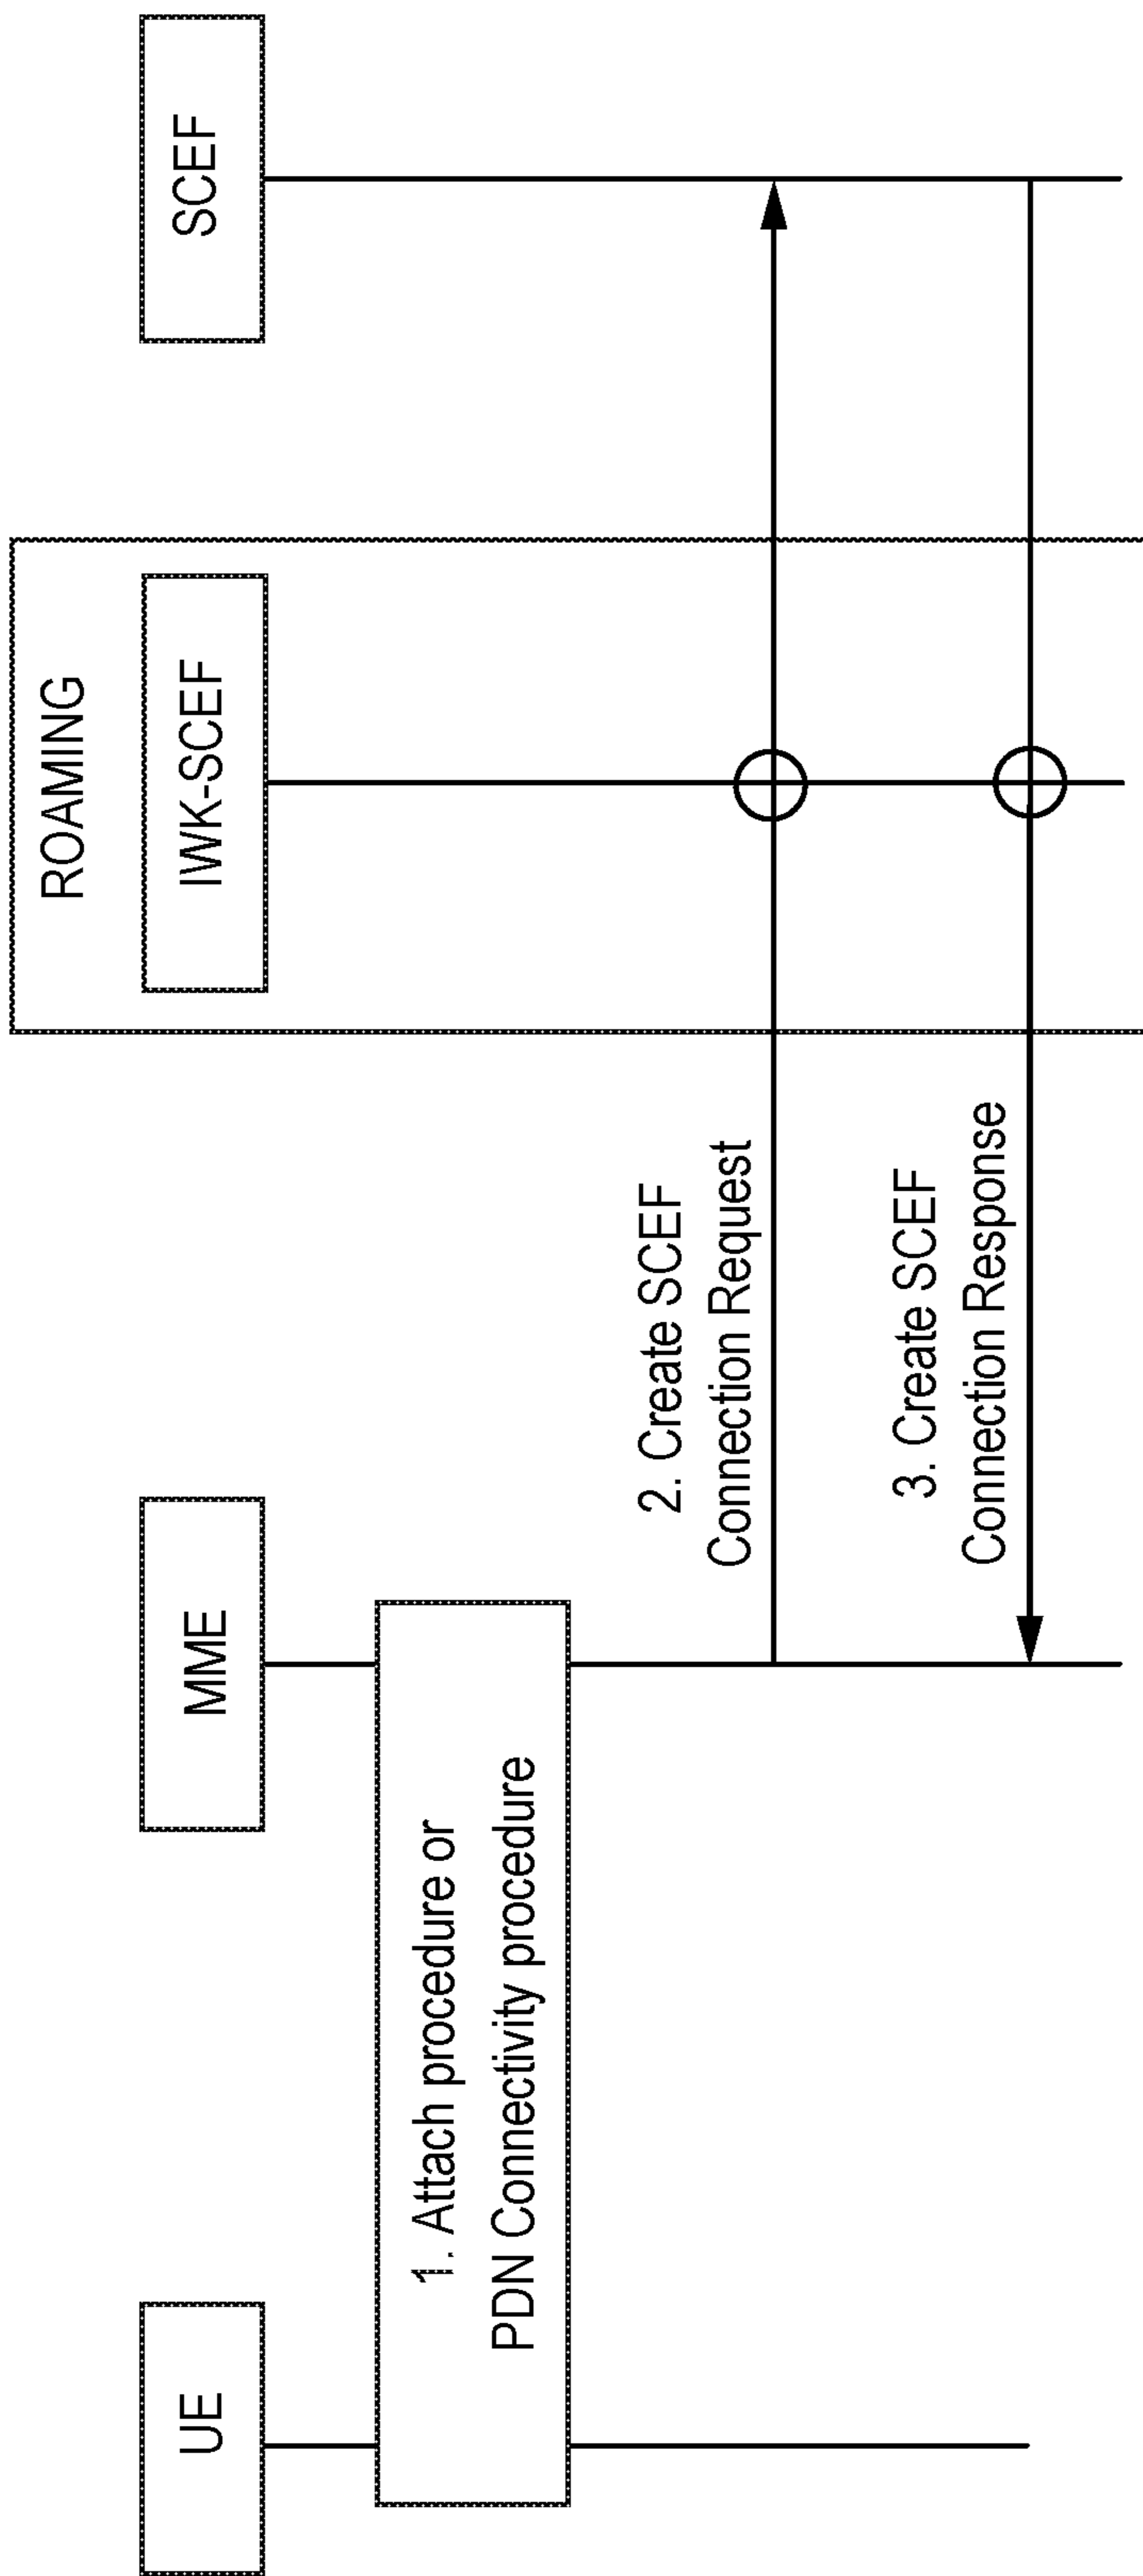 UE
MME
ROAMING
IWK-SCEF
SCEF
1. Attach procedure or
PDN Connectivity procedure
2. Create SCEF
Connection Request
3. Create SCEF
Connection Response